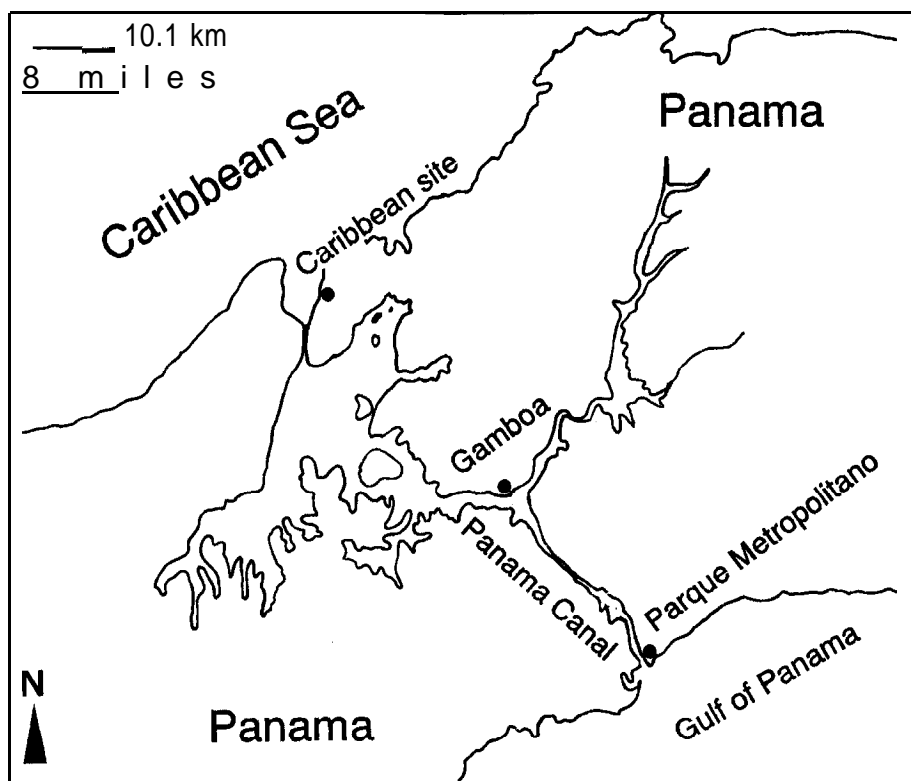 10.1 km
8 miles
Caribbean Sea
Panama
Caribbean site
Gamboa
Parque Metropolitano
Panama Canal
Gulf of Panama
N
Panama